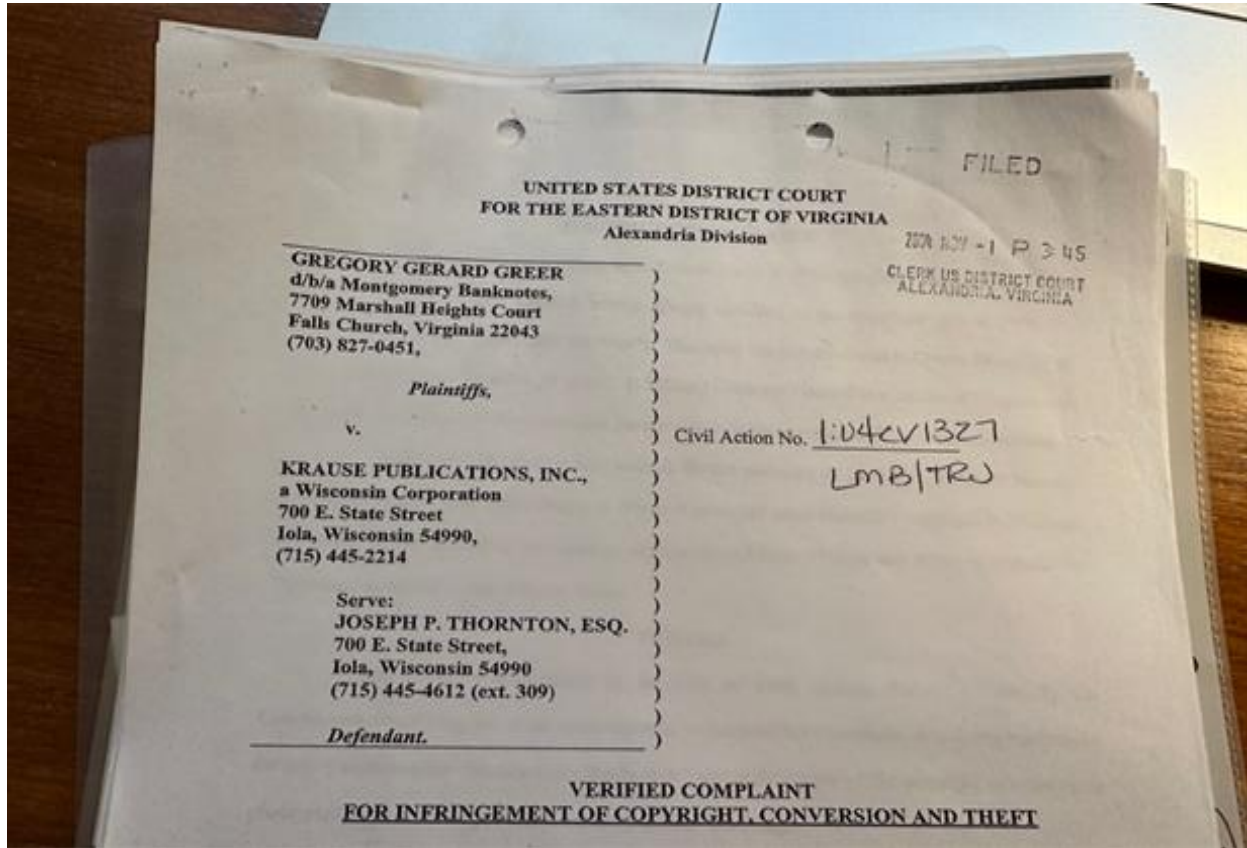 FILED
UNITED STATES DISTRICT COURT
FOR THE EASTERN DISTRICT OF VIRGINIA
Alexandria Division
2004 NOV -1 P 3:45
CLERK US DISTRICT COURT
ALEXANDRIA, VIRGINIA
GREGORY GERARD GREER
d/b/a Montgomery Banknotes,
7709 Marshall Heights Court
Falls Church, Virginia 22043
(703) 827-0451,
Plaintiffs,
v.
Civil Action No. 1:04cv1327
LMB/TRJ
KRAUSE PUBLICATIONS, INC.,
a Wisconsin Corporation
700 E. State Street
Iola, Wisconsin 54990,
(715) 445-2214
Serve:
JOSEPH P. THORNTON, ESQ.
700 E. State Street,
Iola, Wisconsin 54990
(715) 445-4612 (ext. 309)
Defendant.
VERIFIED COMPLAINT
FOR INFRINGEMENT OF COPYRIGHT, CONVERSION AND THEFT